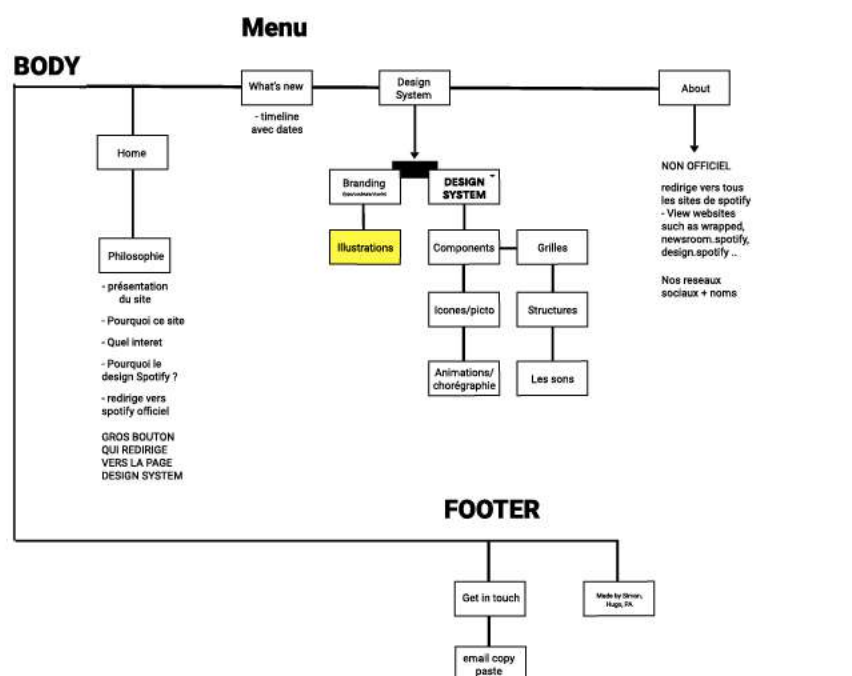 Menu
BODY
What's new
- timeline
avec dates
Design
System
About
Home
Philosophie
- présentation
du site
- Pourquoi ce site
- Quel interet
- Pourquoi le
design Spotify ?
- redirige vers
spotify officiel
GROS BOUTON
QUI REDIRIGE
VERS LA PAGE
DESIGN SYSTEM
Branding
Illustrations
DESIGN
SYSTEM
Components
Grilles
Icones/picto
Structures
Animations/
chorégraphie
Les sons
NON OFFICIEL
redirige vers tous
les sites de spotify
- View websites
such as wrapped,
newsroom.spotify,
design.spotify ..
Nos reseaux
sociaux + noms
FOOTER
Get in touch
email copy
paste
Made by Simon,
Hugo, PA